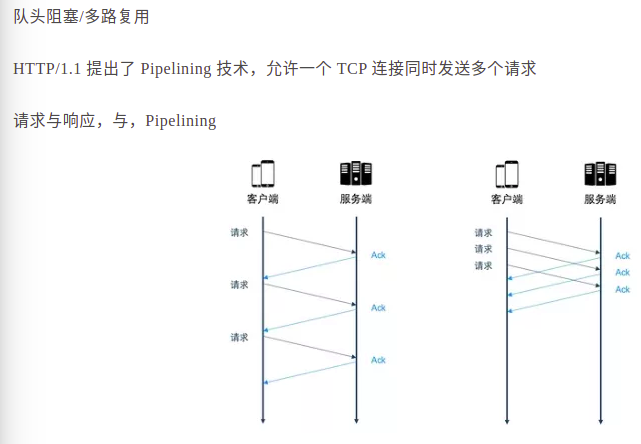 队头阻塞/多路复用
HTTP/1.1 提出了 Pipelining 技术，允许一个 TCP 连接同时发送多个请求
请求与响应，与，Pipelining
客户端
服务端
请求
Ack
请求
Ack
请求
Ack
客户端
服务端
请求
请求
请求
Ack
Ack
Ack